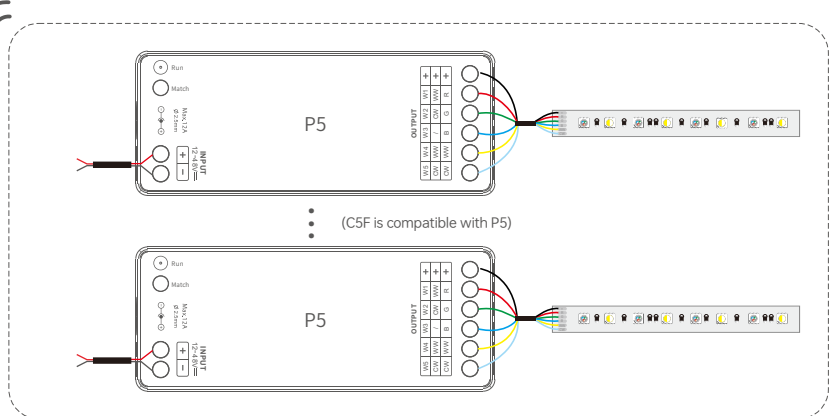 Run
Match
Max.12A
Ø 2.5mm
+
−
INPUT
12~48V
P5
OUTPUT
+ + +
W1 WW R
W2 CW G
W3 / B
W4 WW WW
W5 CW CW
(C5F is compatible with P5)
Run
Match
Max.12A
Ø 2.5mm
+
−
INPUT
12~48V
P5
OUTPUT
+ + +
W1 WW R
W2 CW G
W3 / B
W4 WW WW
W5 CW CW